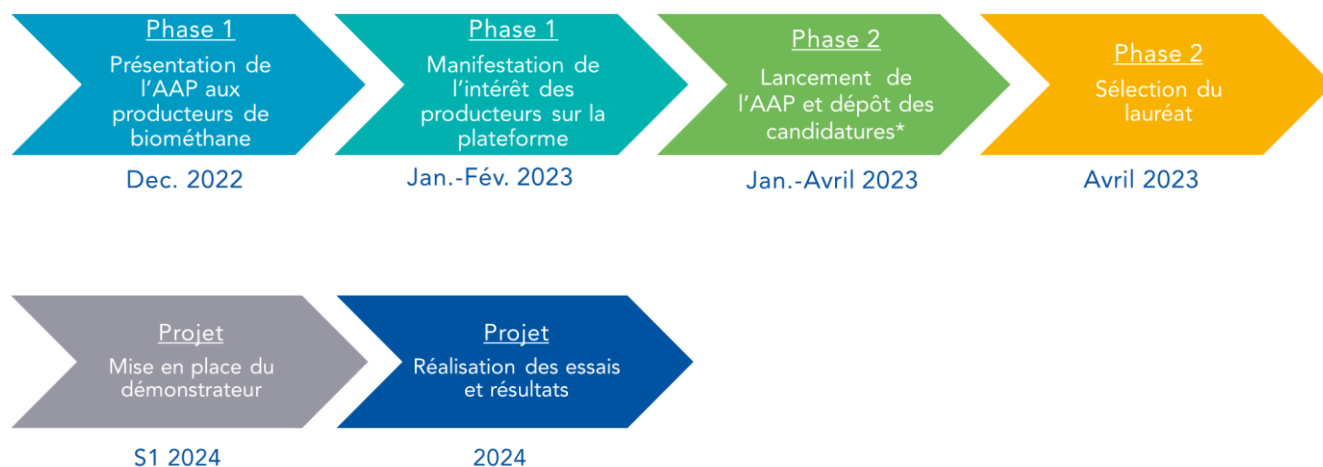 Phase 1
Présentation de
l'AAP aux
producteurs de
biométhane
Dec. 2022
Phase 1
Manifestation de
l'intérêt des
producteurs sur la
plateforme
Jan.-Fév. 2023
Phase 2
Lancement de
l'AAP et dépôt des
candidatures*
Jan.-Avril 2023
Phase 2
Sélection du
lauréat
Avril 2023
Projet
Mise en place du
démonstrateur
S1 2024
Projet
Réalisation des essais
et résultats
2024